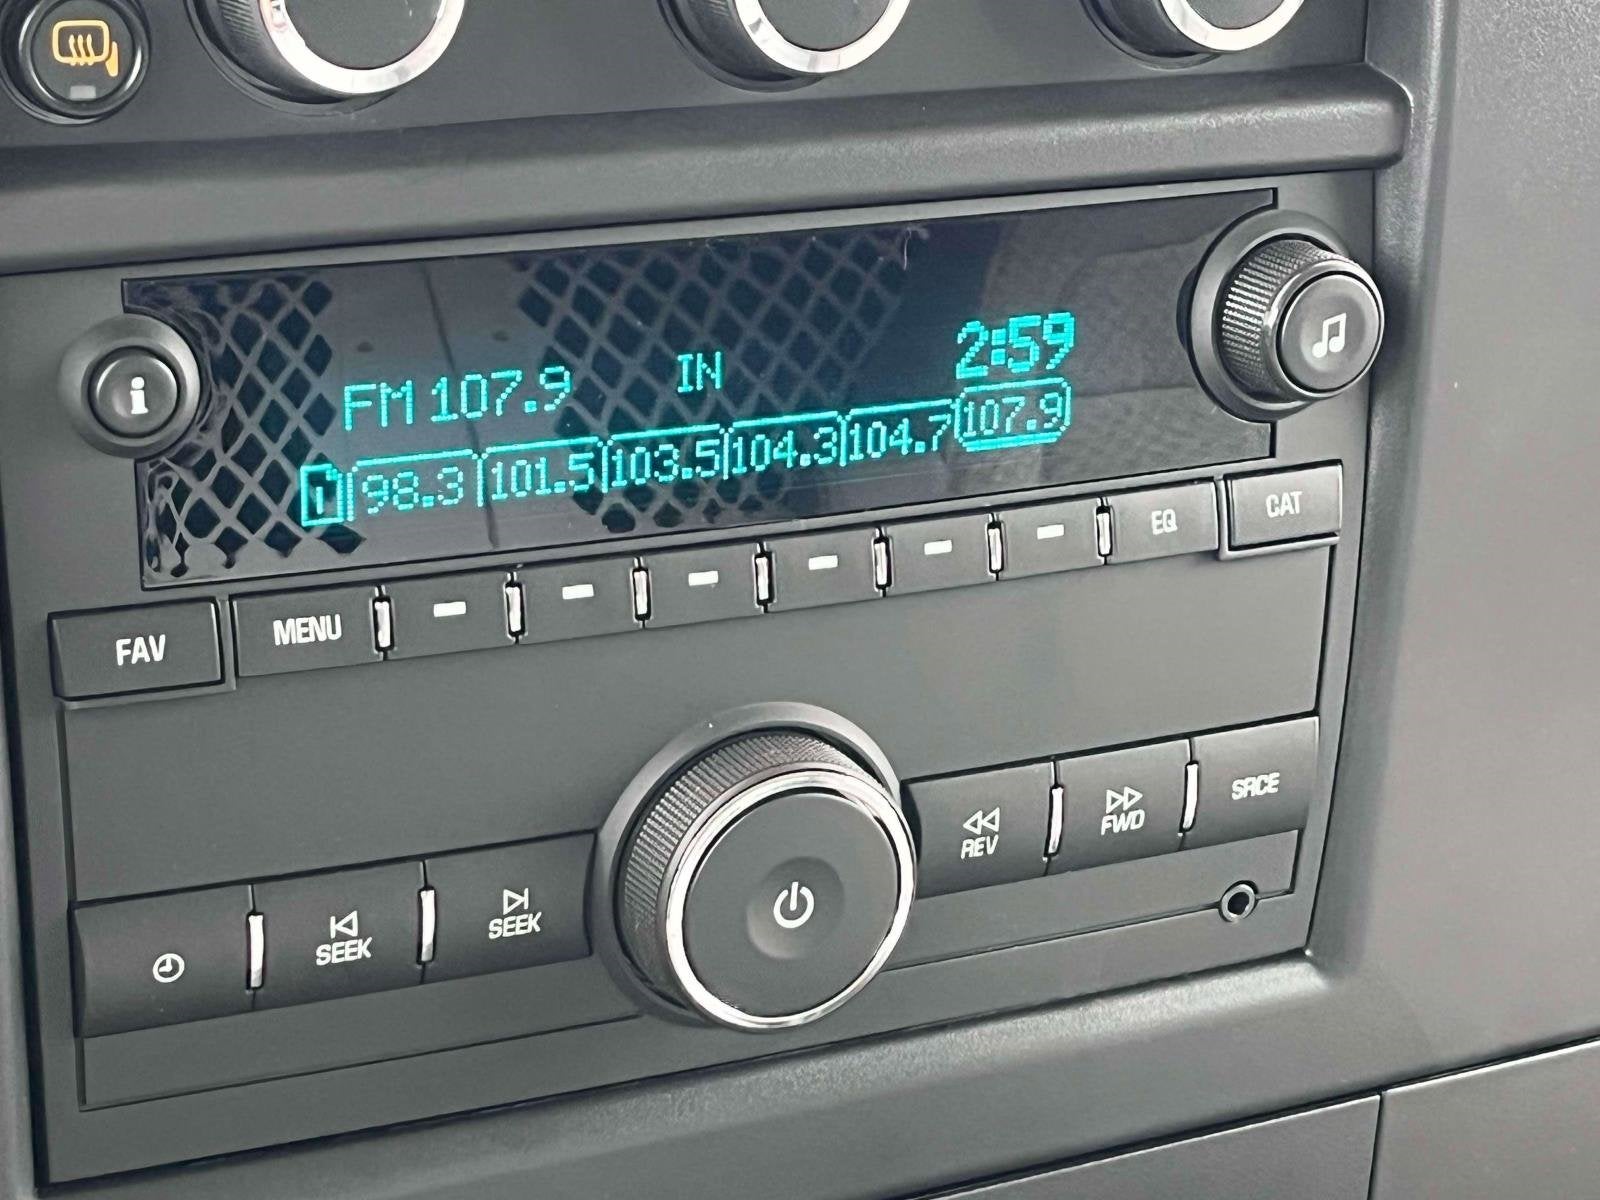 i
FM 107.9 IN 2:59
1 98.3 101.5 103.5 104.3 104.7 107.9
FAV MENU EQ CAT
SEEK SEEK REV FWD SRCE